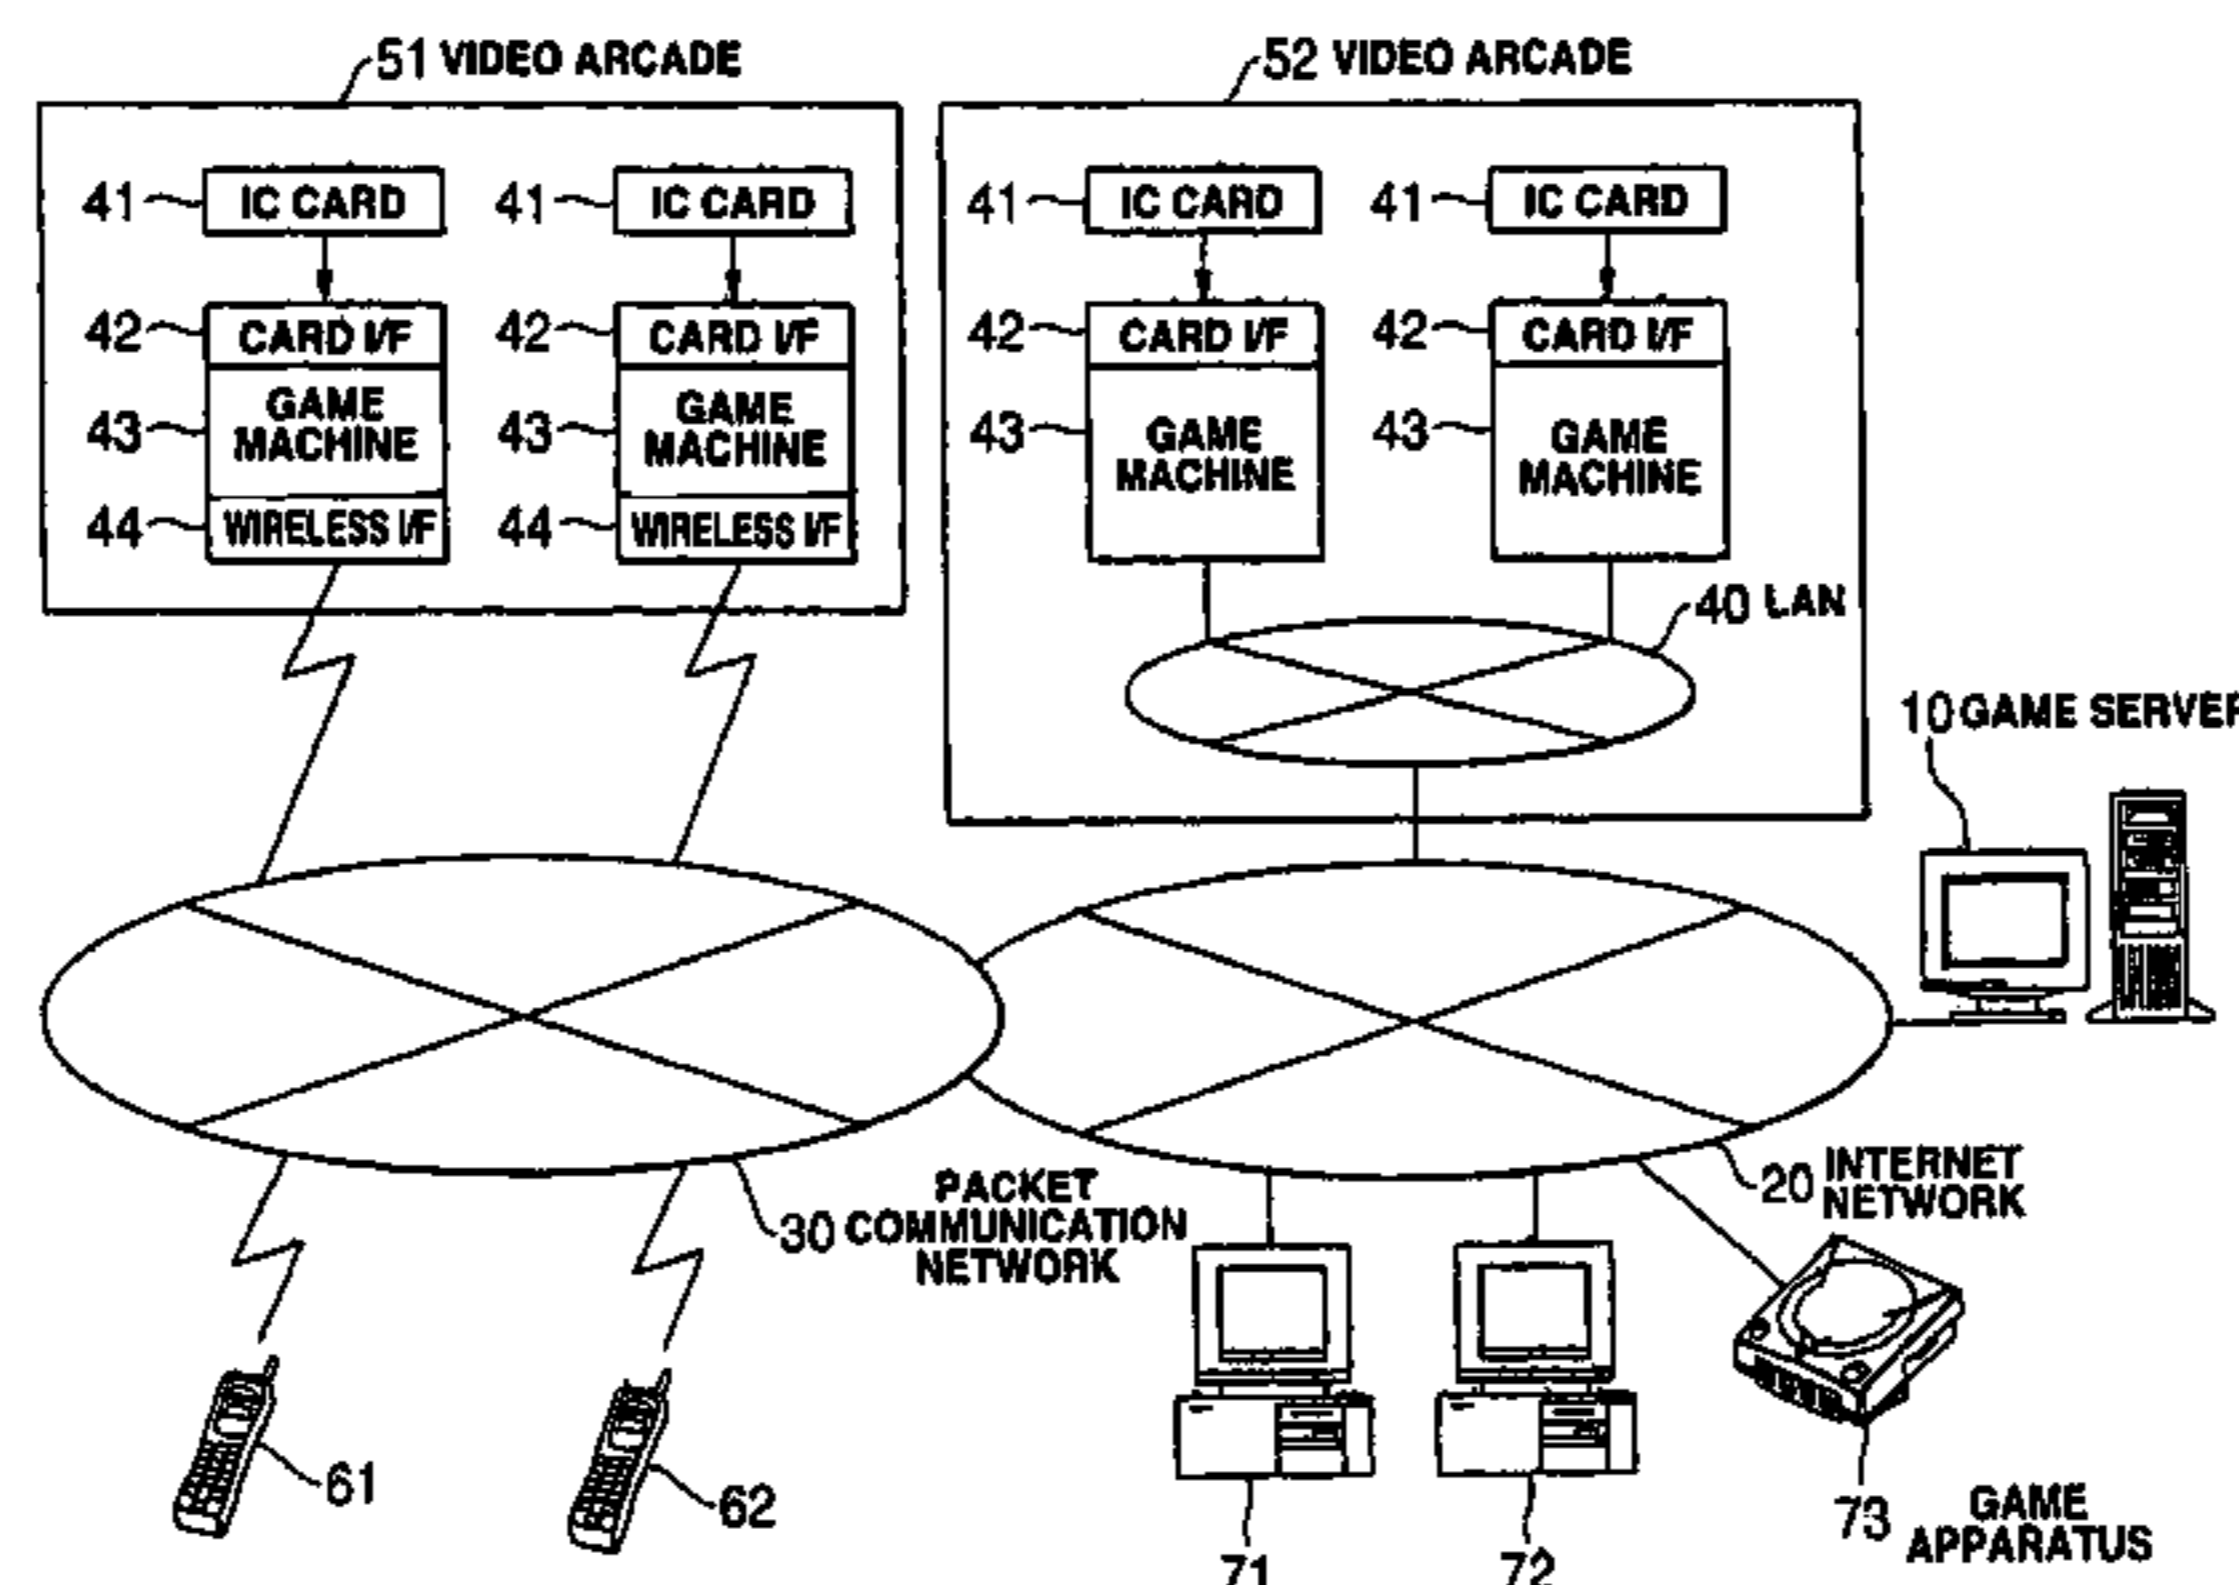 51 VIDEO ARCADE
52 VIDEO ARCADE
41 IC CARD 41 IC CARD
41 IC CARD 41 IC CARD
42 CARD I/F 42 CARD I/F
42 CARD I/F 42 CARD I/F
43 GAME MACHINE 43 GAME MACHINE
43 GAME MACHINE 43 GAME MACHINE
44 WIRELESS I/F 44 WIRELESS I/F
40 LAN
10 GAME SERVER
20 INTERNET
NETWORK
PACKET
30 COMMUNICATION
NETWORK
61
62
71
72
73 GAME
APPARATUS